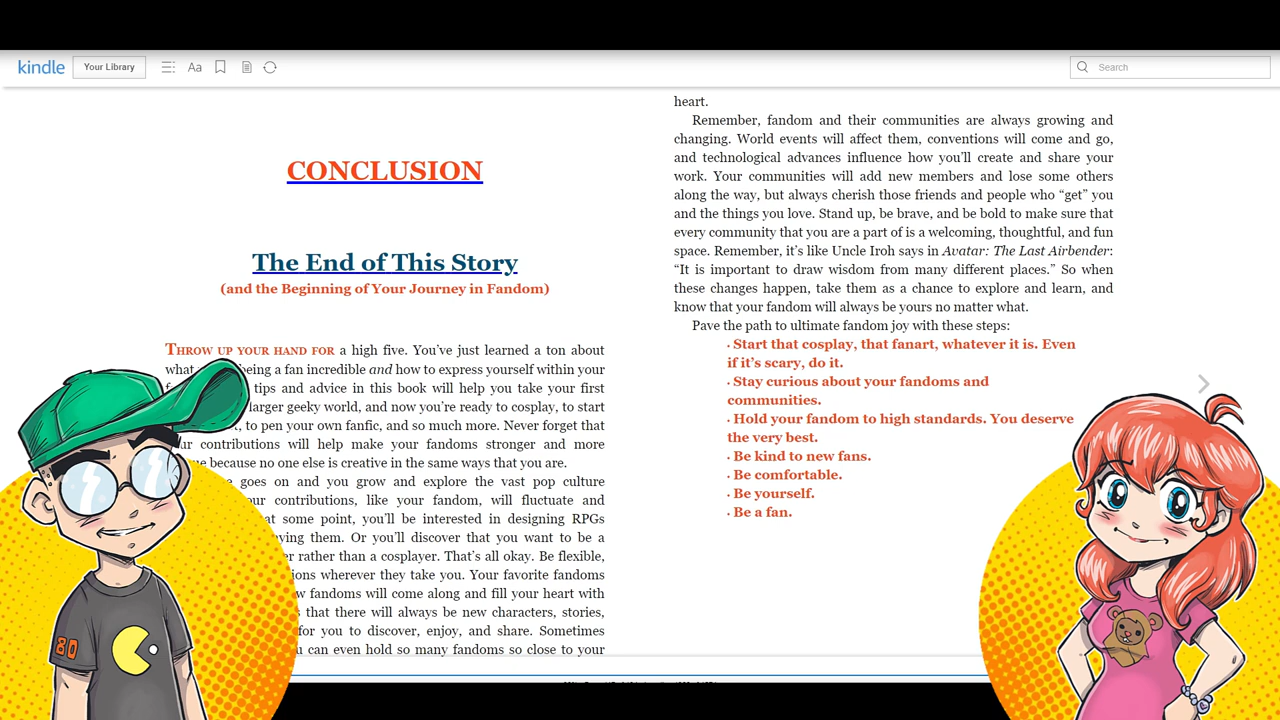 kindle
Your Library
Aa
Search
CONCLUSION
The End of This Story
(and the Beginning of Your Journey in Fandom)
THROW UP YOUR HAND FOR a high five. You’ve just learned a ton about
what being a fan incredible and how to express yourself within your
tips and advice in this book will help you take your first
larger geeky world, and now you’re ready to cosplay, to start
, to pen your own fanfic, and so much more. Never forget that
contributions will help make your fandoms stronger and more
because no one else is creative in the same ways that you are.
goes on and you grow and explore the vast pop culture
your contributions, like your fandom, will fluctuate and
at some point, you’ll be interested in designing RPGs
them. Or you’ll discover that you want to be a
rather than a cosplayer. That’s all okay. Be flexible,
wherever they take you. Your favorite fandoms
fandoms will come along and fill your heart with
that there will always be new characters, stories,
for you to discover, enjoy, and share. Sometimes
can even hold so many fandoms so close to your
heart.
Remember, fandom and their communities are always growing and
changing. World events will affect them, conventions will come and go,
and technological advances influence how you’ll create and share your
work. Your communities will add new members and lose some others
along the way, but always cherish those friends and people who “get” you
and the things you love. Stand up, be brave, and be bold to make sure that
every community that you are a part of is a welcoming, thoughtful, and fun
space. Remember, it’s like Uncle Iroh says in Avatar: The Last Airbender:
“It is important to draw wisdom from many different places.” So when
these changes happen, take them as a chance to explore and learn, and
know that your fandom will always be yours no matter what.
Pave the path to ultimate fandom joy with these steps:
· Start that cosplay, that fanart, whatever it is. Even
if it’s scary, do it.
· Stay curious about your fandoms and
communities.
· Hold your fandom to high standards. You deserve
the very best.
· Be kind to new fans.
· Be comfortable.
· Be yourself.
· Be a fan.
80